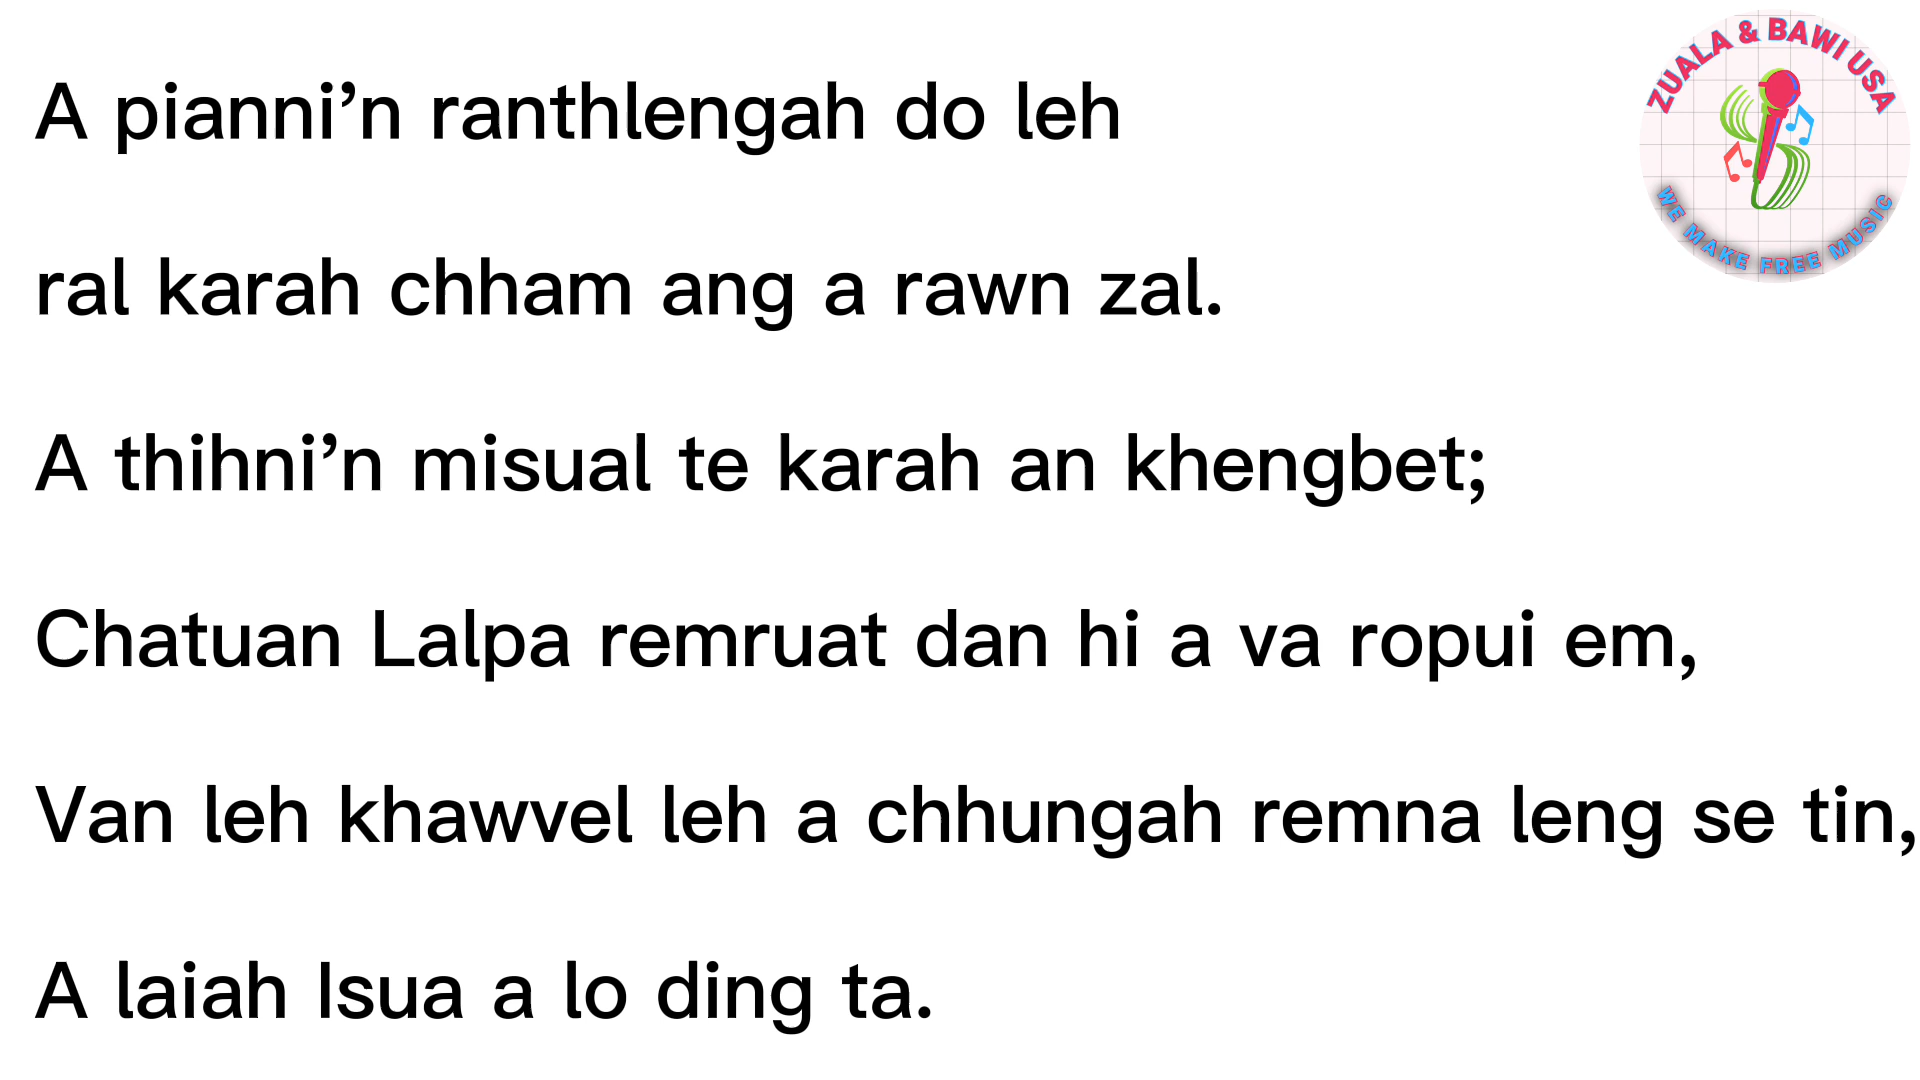 ZUALA & BAWI USA
WE MAKE FREE MUSIC
A pianni’n ranthlengah do leh
ral karah chham ang a rawn zal.
A thihni’n misual te karah an khengbet;
Chatuan Lalpa remruat dan hi a va ropui em,
Van leh khawvel leh a chhungah remna leng se tin,
A laiah Isua a lo ding ta.